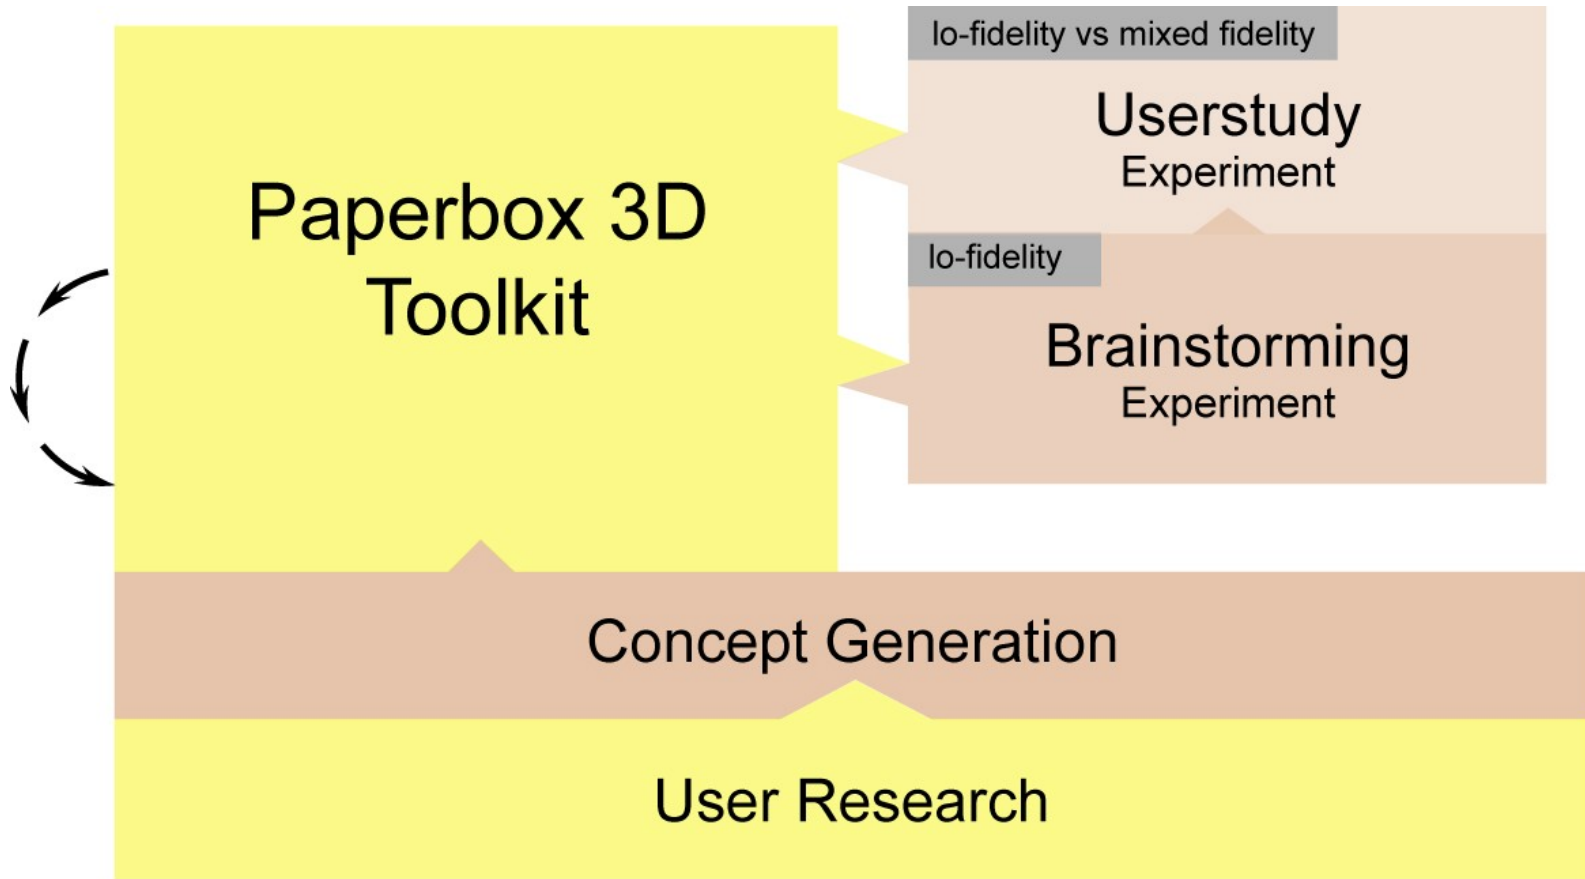 Paperbox 3D
Toolkit
lo-fidelity vs mixed fidelity
Userstudy
Experiment
lo-fidelity
Brainstorming
Experiment
Concept Generation
User Research